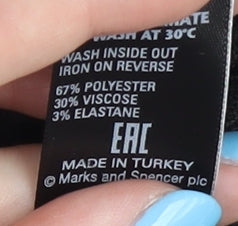 MATE
WASH AT 30°C
WASH INSIDE OUT
IRON ON REVERSE
67% POLYESTER
30% VISCOSE
3% ELASTANE
EAC
MADE IN TURKEY
© Marks and Spencer plc